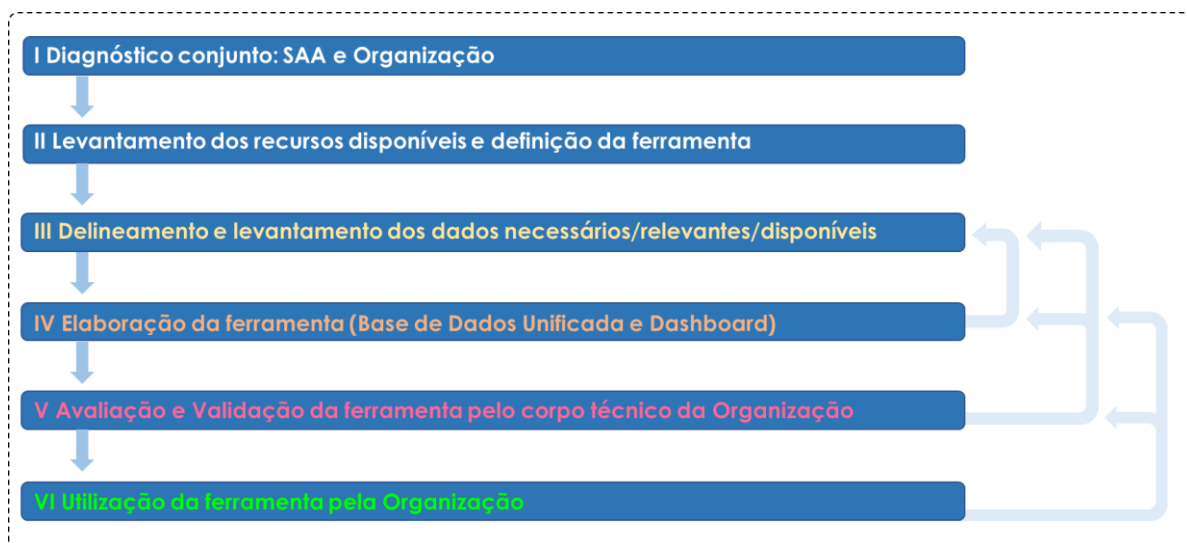 I Diagnóstico conjunto: SAA e Organização
II Levantamento dos recursos disponíveis e definição da ferramenta
III Delineamento e levantamento dos dados necessários/relevantes/disponíveis
IV Elaboração da ferramenta (Base de Dados Unificada e Dashboard)
V Avaliação e Validação da ferramenta pelo corpo técnico da Organização
VI Utilização da ferramenta pela Organização